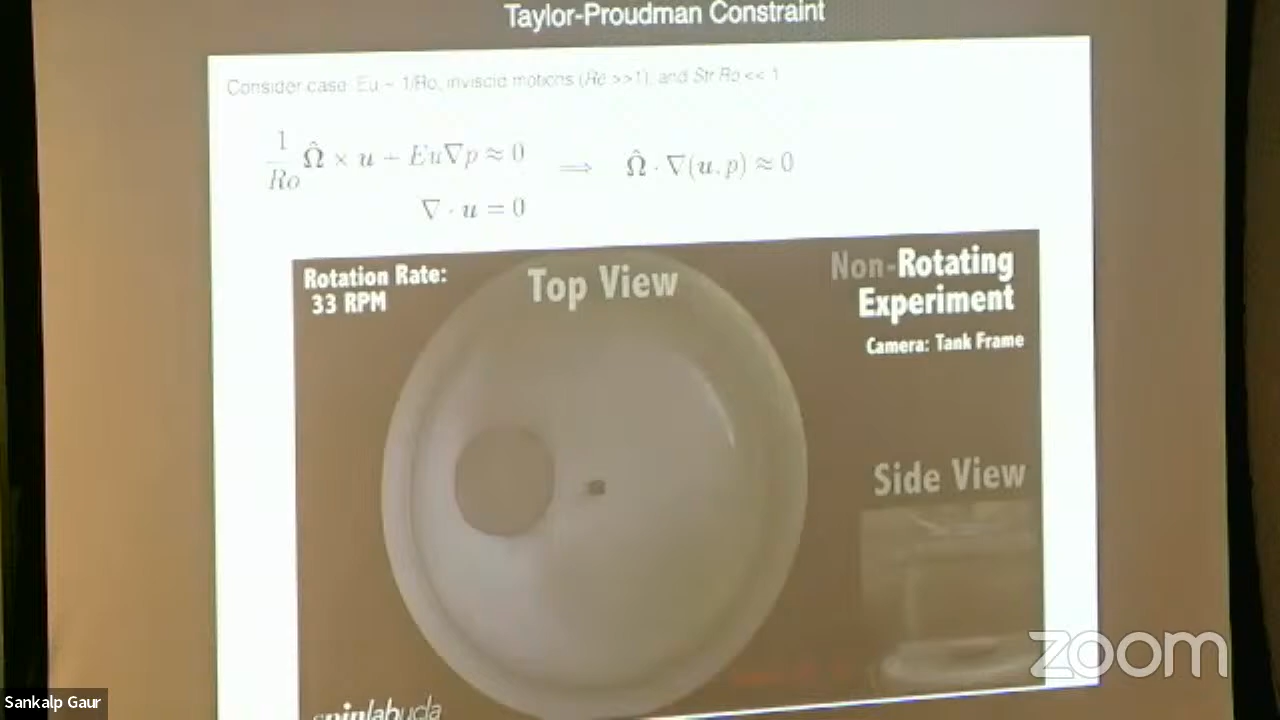 Taylor-Proudman Constraint
Consider case: Eu ~ 1/Ro, inviscid motions (Re >>1), and Str Ro << 1
1/Ro Ω̂ × u + Eu∇p ≈ 0 ⟹ Ω̂ · ∇(u, p) ≈ 0
∇ · u = 0
Rotation Rate:
33 RPM
Top View
Non-Rotating
Experiment
Camera: Tank Frame
Side View
spinlabucla
zoom
Sankalp Gaur